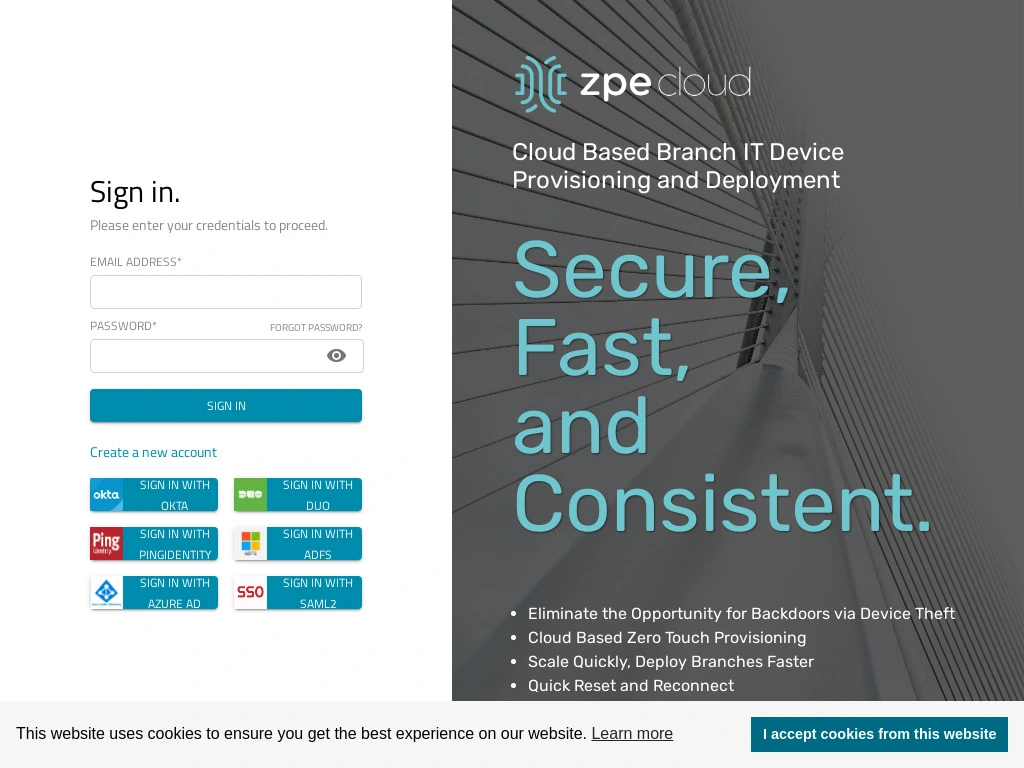 Sign in.
Please enter your credentials to proceed.
EMAIL ADDRESS*
PASSWORD*
FORGOT PASSWORD?
SIGN IN
Create a new account
okta
SIGN IN WITH
OKTA
DUO
SIGN IN WITH
DUO
Ping
Identity
SIGN IN WITH
PINGIDENTITY
SIGN IN WITH
ADFS
SIGN IN WITH
AZURE AD
SSO
SIGN IN WITH
SAML2
zpe cloud
Cloud Based Branch IT Device
Provisioning and Deployment
Secure,
Fast,
and
Consistent.
• Eliminate the Opportunity for Backdoors via Device Theft
• Cloud Based Zero Touch Provisioning
• Scale Quickly, Deploy Branches Faster
• Quick Reset and Reconnect
This website uses cookies to ensure you get the best experience on our website. Learn more
I accept cookies from this website